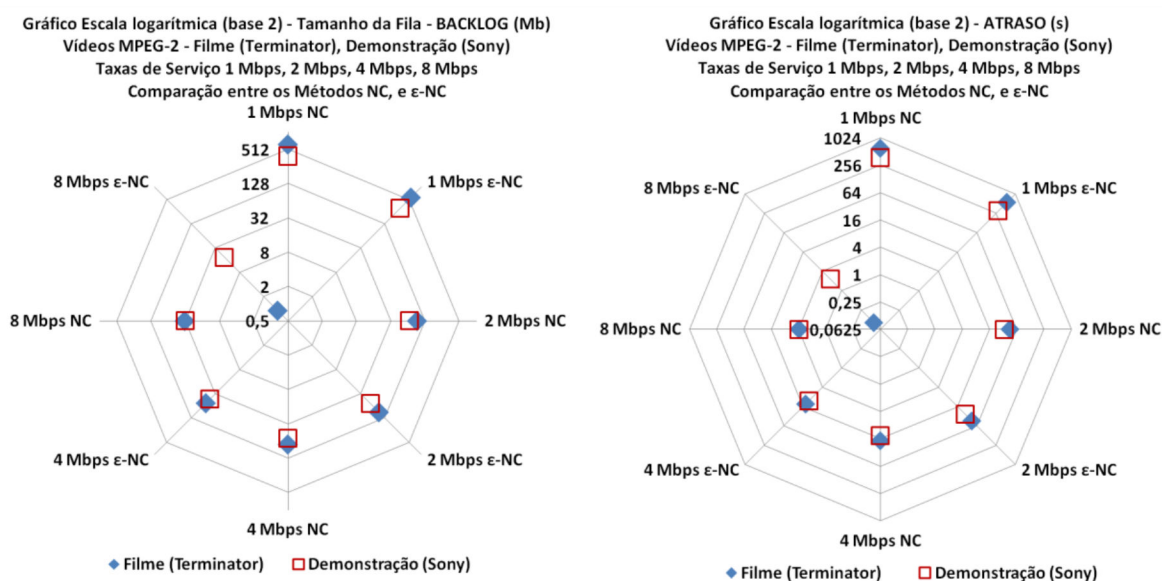 Gráfico Escala logarítmica (base 2) - Tamanho da Fila - BACKLOG (Mb)
Vídeos MPEG-2 - Filme (Terminator), Demonstração (Sony)
Taxas de Serviço 1 Mbps, 2 Mbps, 4 Mbps, 8 Mbps
Comparação entre os Métodos NC, e ε-NC
1 Mbps NC
512
128
32
8
2
0,5
1 Mbps ε-NC
2 Mbps NC
2 Mbps ε-NC
4 Mbps NC
4 Mbps ε-NC
8 Mbps NC
8 Mbps ε-NC
Filme (Terminator)
Demonstração (Sony)
Gráfico Escala logarítmica (base 2) - ATRASO (s)
Vídeos MPEG-2 - Filme (Terminator), Demonstração (Sony)
Taxas de Serviço 1 Mbps, 2 Mbps, 4 Mbps, 8 Mbps
Comparação entre os Métodos NC, e ε-NC
1 Mbps NC
1024
256
64
16
4
1
0,25
0,0625
1 Mbps ε-NC
2 Mbps NC
2 Mbps ε-NC
4 Mbps NC
4 Mbps ε-NC
8 Mbps NC
8 Mbps ε-NC
Filme (Terminator)
Demonstração (Sony)